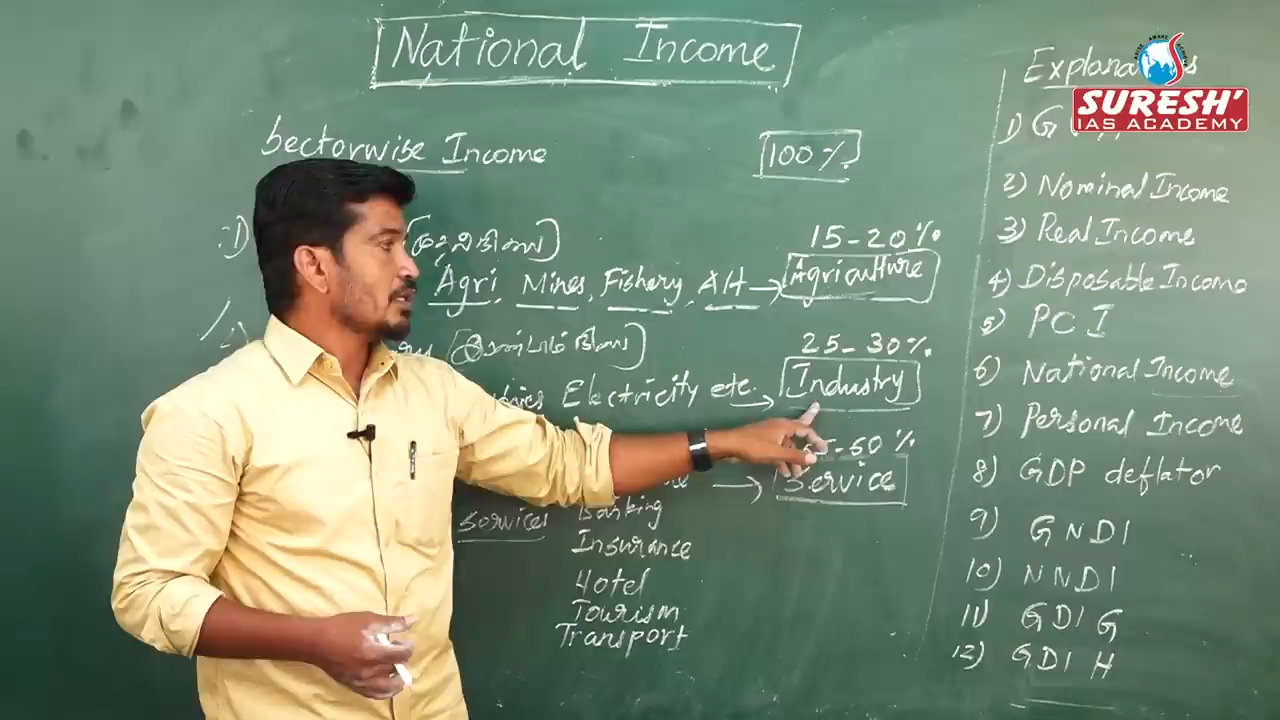 National Income
Sectorwise Income
100%
1)
(முதன்மை)
15-20%
Agri, Mines, Fishery, AH → Agriculture
(இரண்டாம் நிலை)
25-30%
Electricity etc. → Industry
-60%
→ Service
Services
Banking
Insurance
Hotel
Tourism
Transport
1) G
2) Nominal Income
3) Real Income
4) Disposable Income
5) PCI
6) National Income
7) Personal Income
8) GDP deflator
9) GNDI
10) NNDI
11) GDI G
12) GDI H
SURESH'
IAS ACADEMY